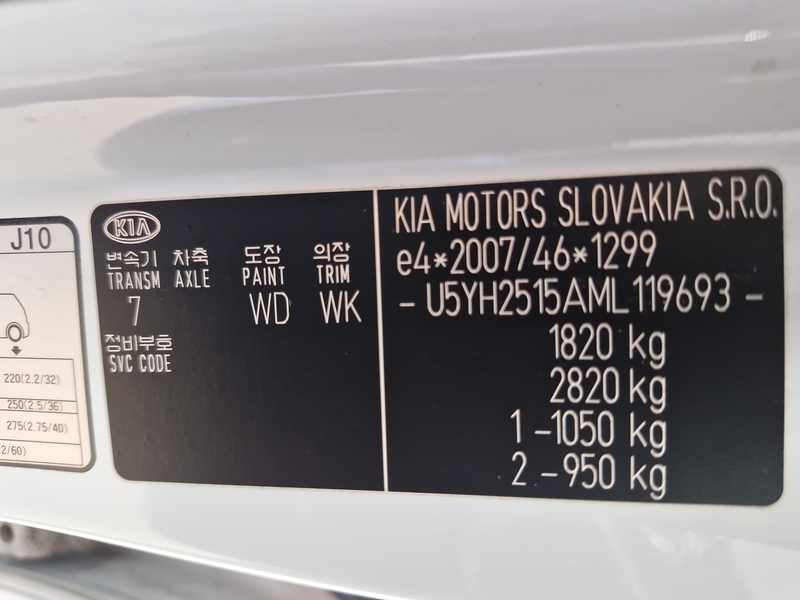 J10
220(2.2/32)
250(2.5/36)
275(2.75/40)
2/60)
KIA
변속기 차축 도장 의장
TRANSM AXLE PAINT TRIM
7 WD WK
정비부호
SVC CODE
KIA MOTORS SLOVAKIA S.R.O.
e4*2007/46*1299
- U5YH2515AML119693 -
1820 kg
2820 kg
1 -1050 kg
2 -950 kg